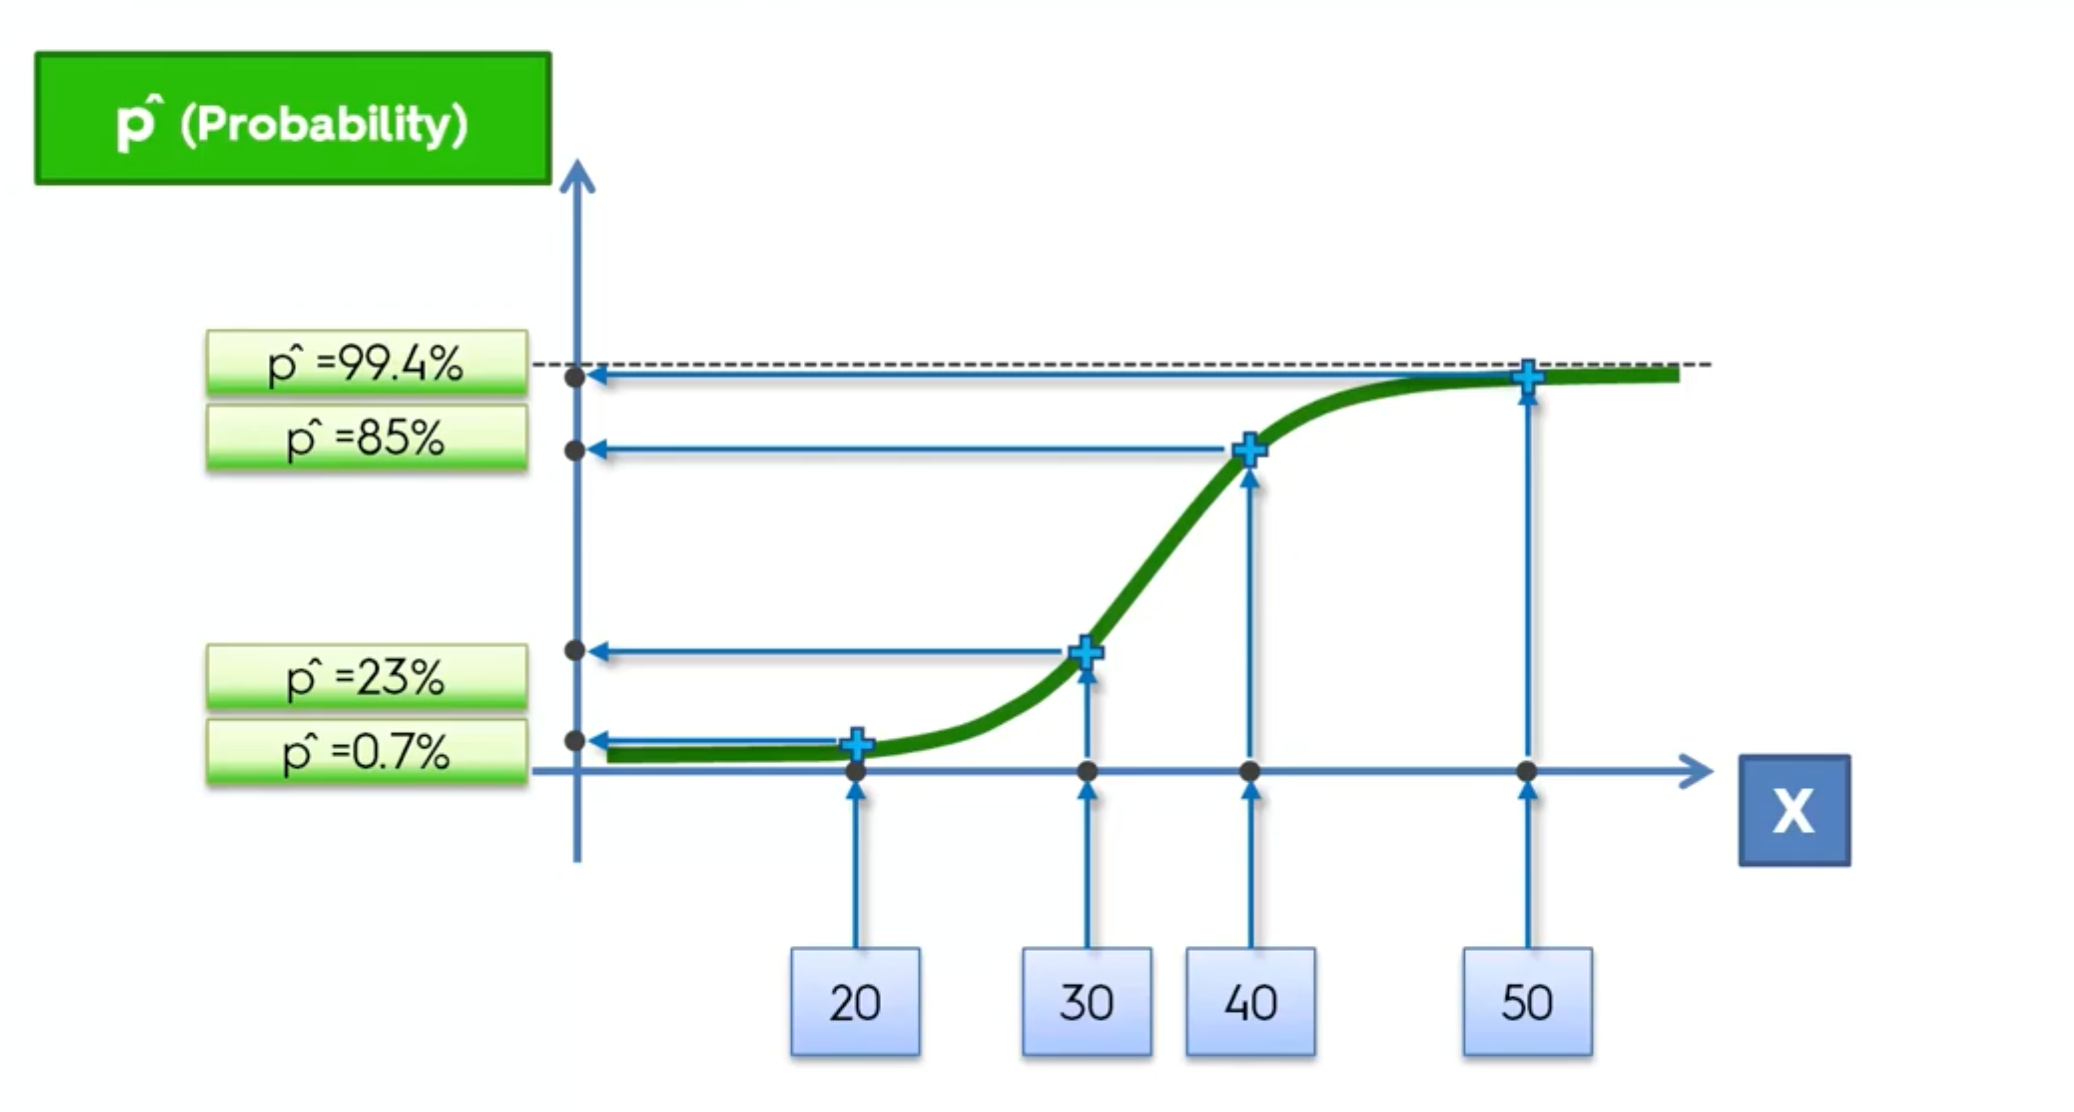 p̂ (Probability)
p̂ =99.4%
p̂ =85%
p̂ =23%
p̂ =0.7%
X
20
30
40
50